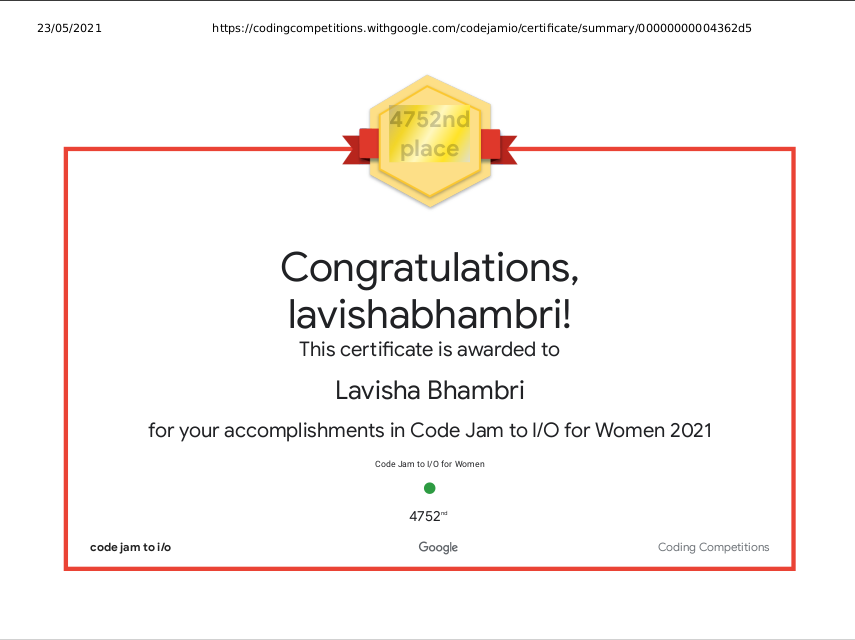 23/05/2021 https://codingcompetitions.withgoogle.com/codejamio/certificate/summary/00000000004362d5
4752nd
place
Congratulations,
lavishabhambri!
This certificate is awarded to
Lavisha Bhambri
for your accomplishments in Code Jam to I/O for Women 2021
Code Jam to I/O for Women
4752nd
code jam to i/o Google Coding Competitions